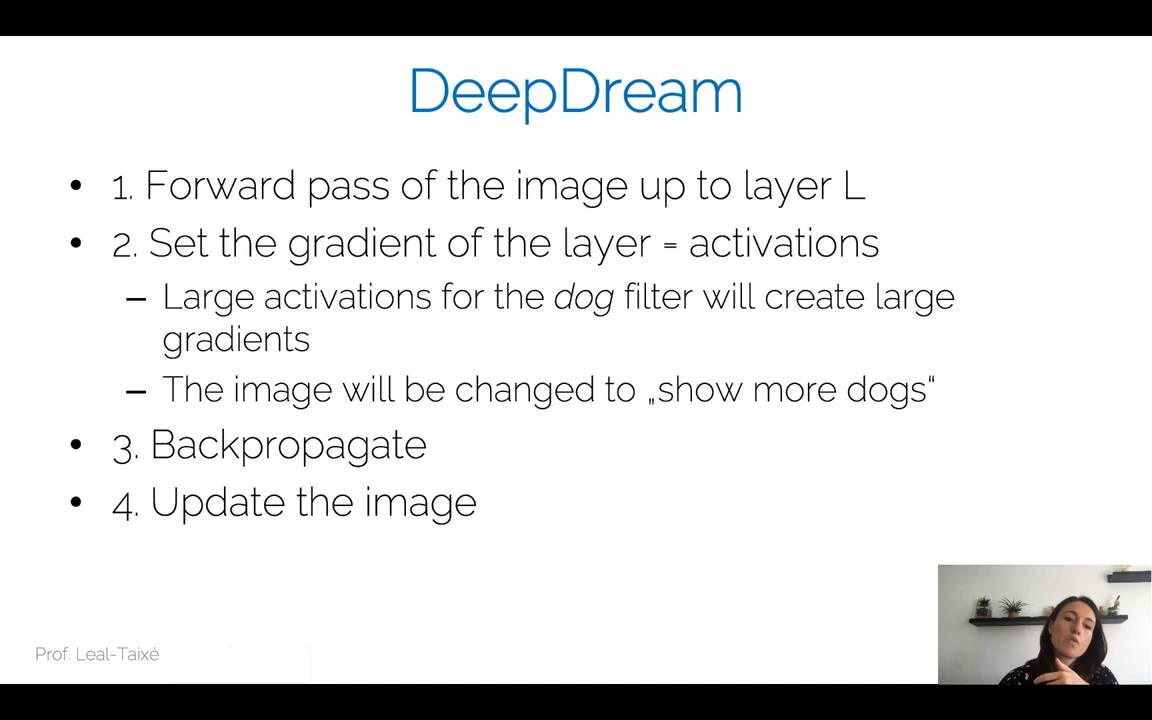 DeepDream
• 1. Forward pass of the image up to layer L
• 2. Set the gradient of the layer = activations
– Large activations for the dog filter will create large
gradients
– The image will be changed to „show more dogs“
• 3. Backpropagate
• 4. Update the image
Prof. Leal-Taixé